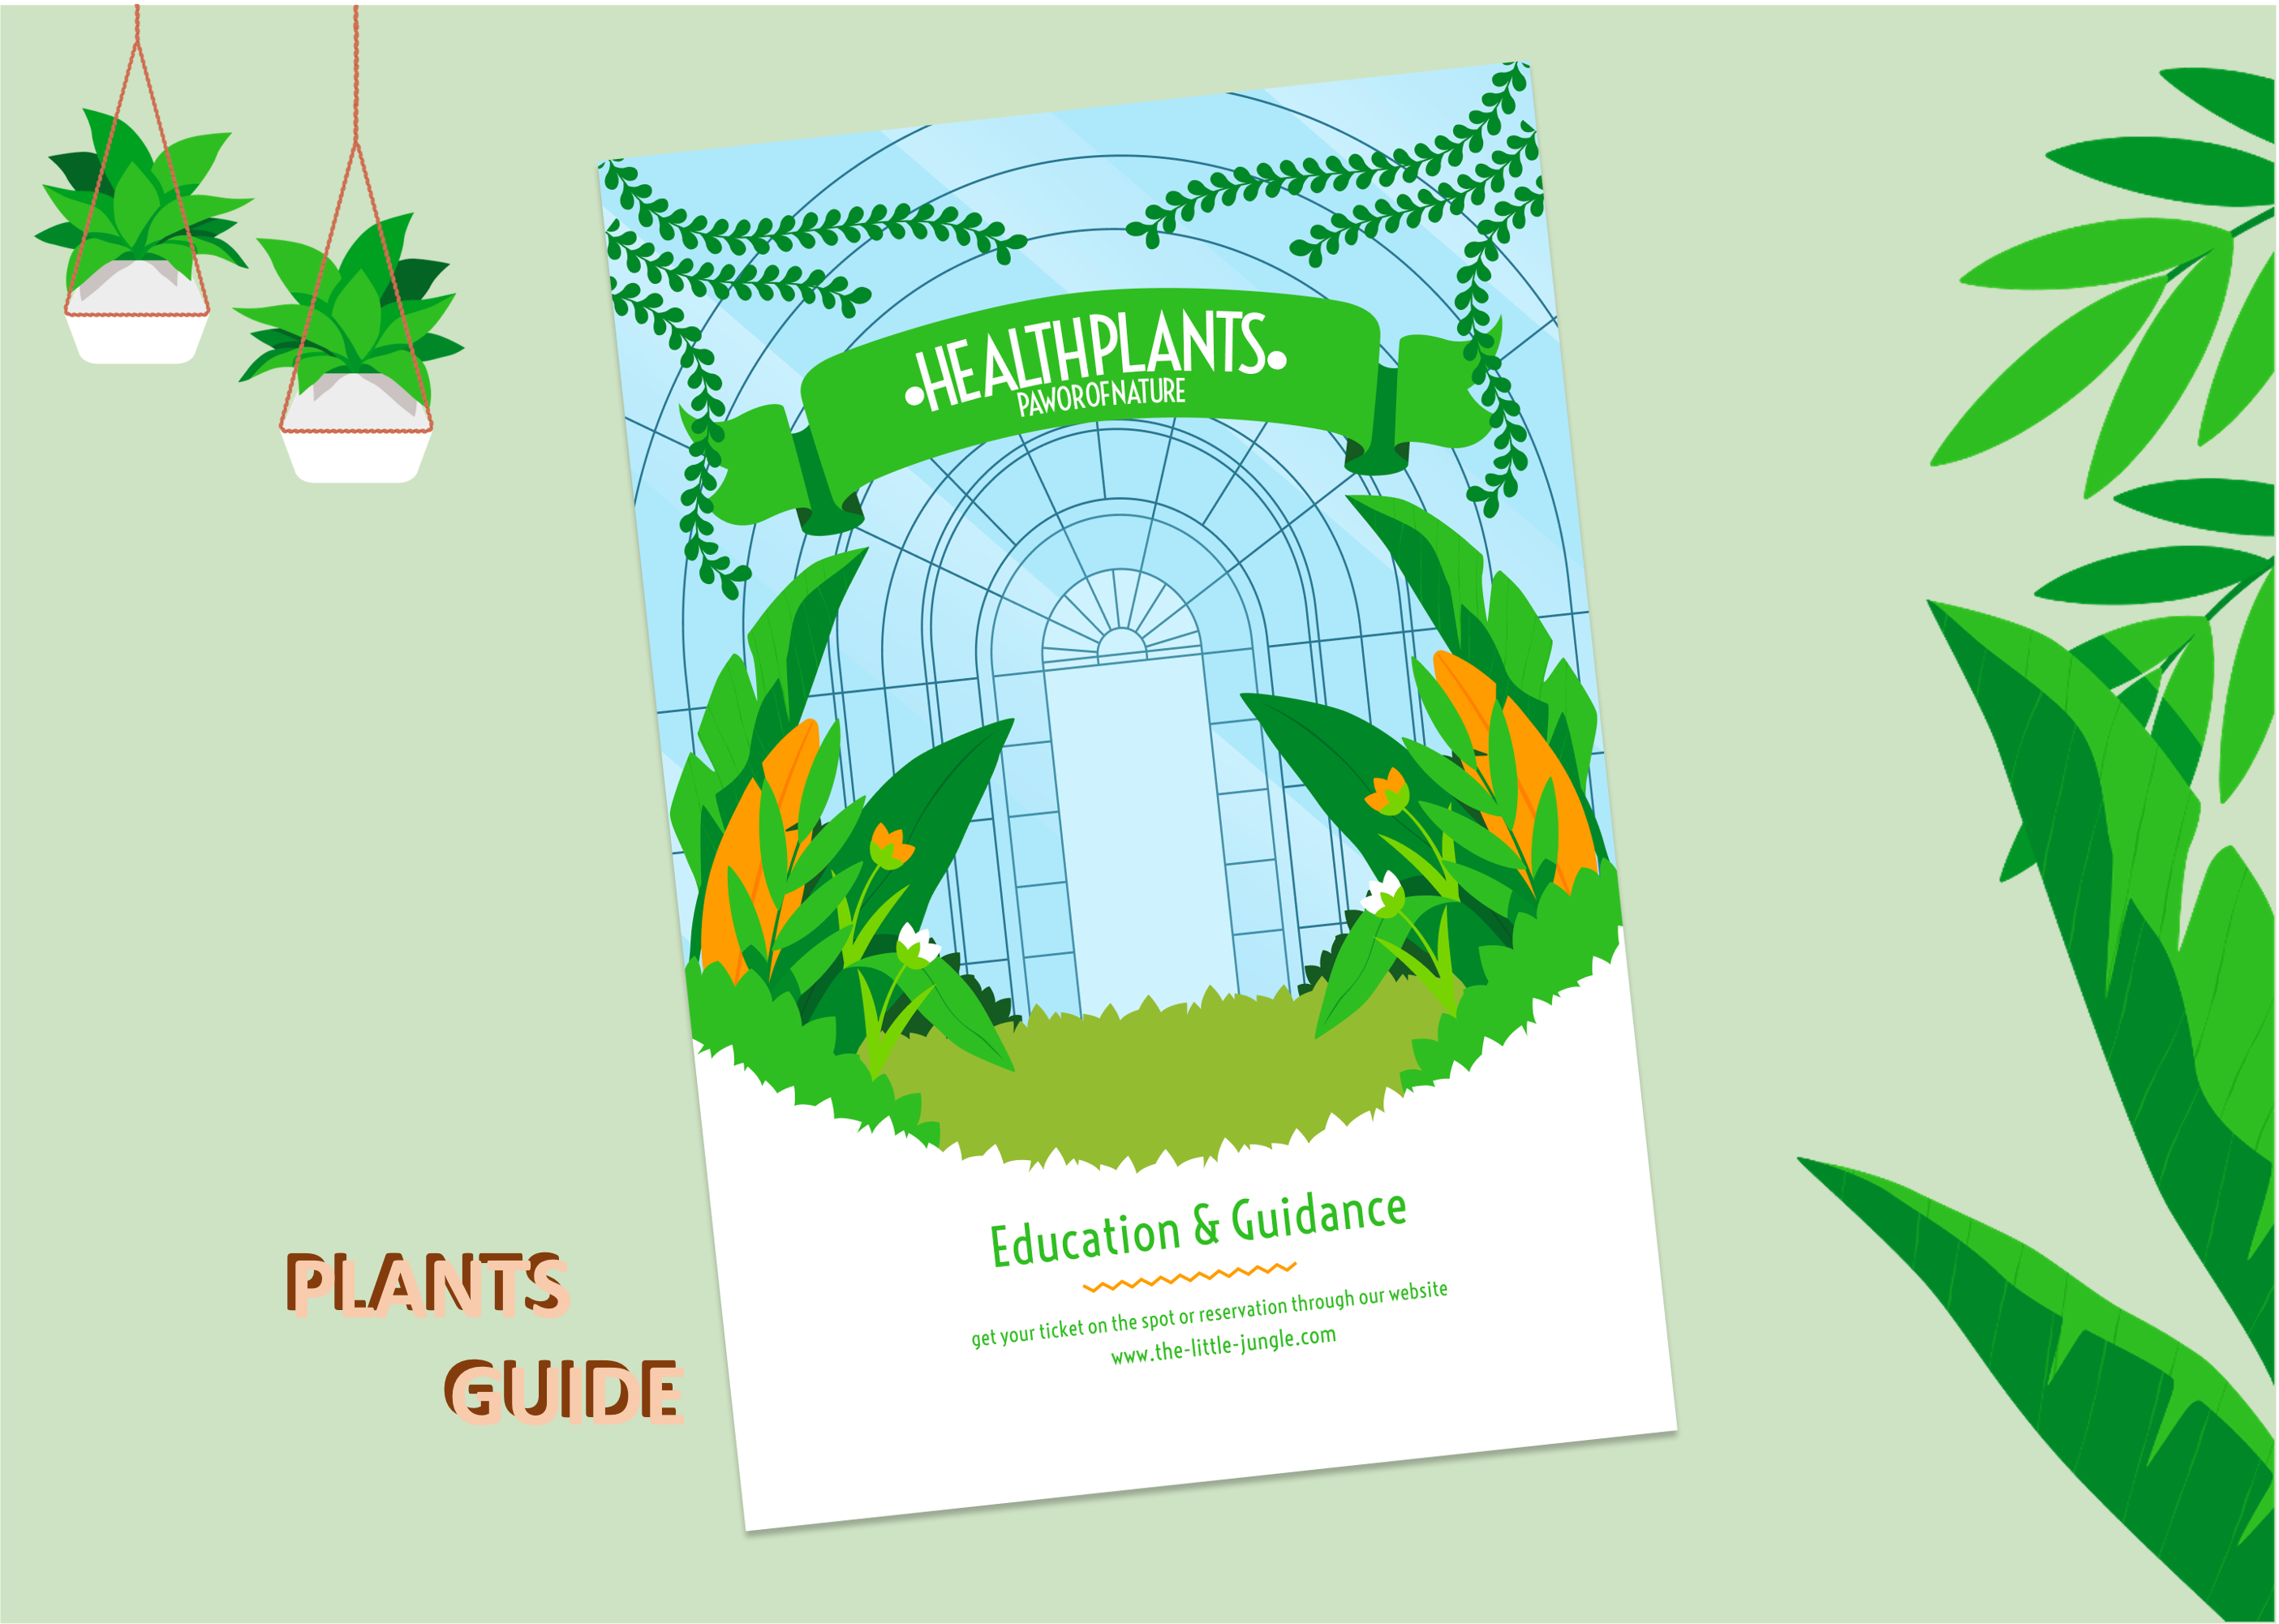 •HEALTHPLANTS•
PAWOROFNATURE
Education & Guidance
get your ticket on the spot or reservation through our website
www.the-little-jungle.com
PLANTS
GUIDE